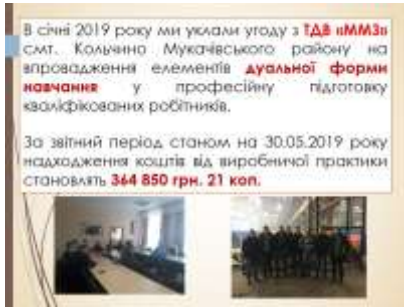 В січні 2019 року ми уклали угоду з ТДВ «ММЗ»
смт. Кольчино Мукачівського району на
впровадження елементів дуальної форми
навчання у професійну підготовку
кваліфікованих робітників.
За звітний період станом на 30.05.2019 року
надходження коштів від виробничої практики
становлять 364 850 грн. 21 коп.